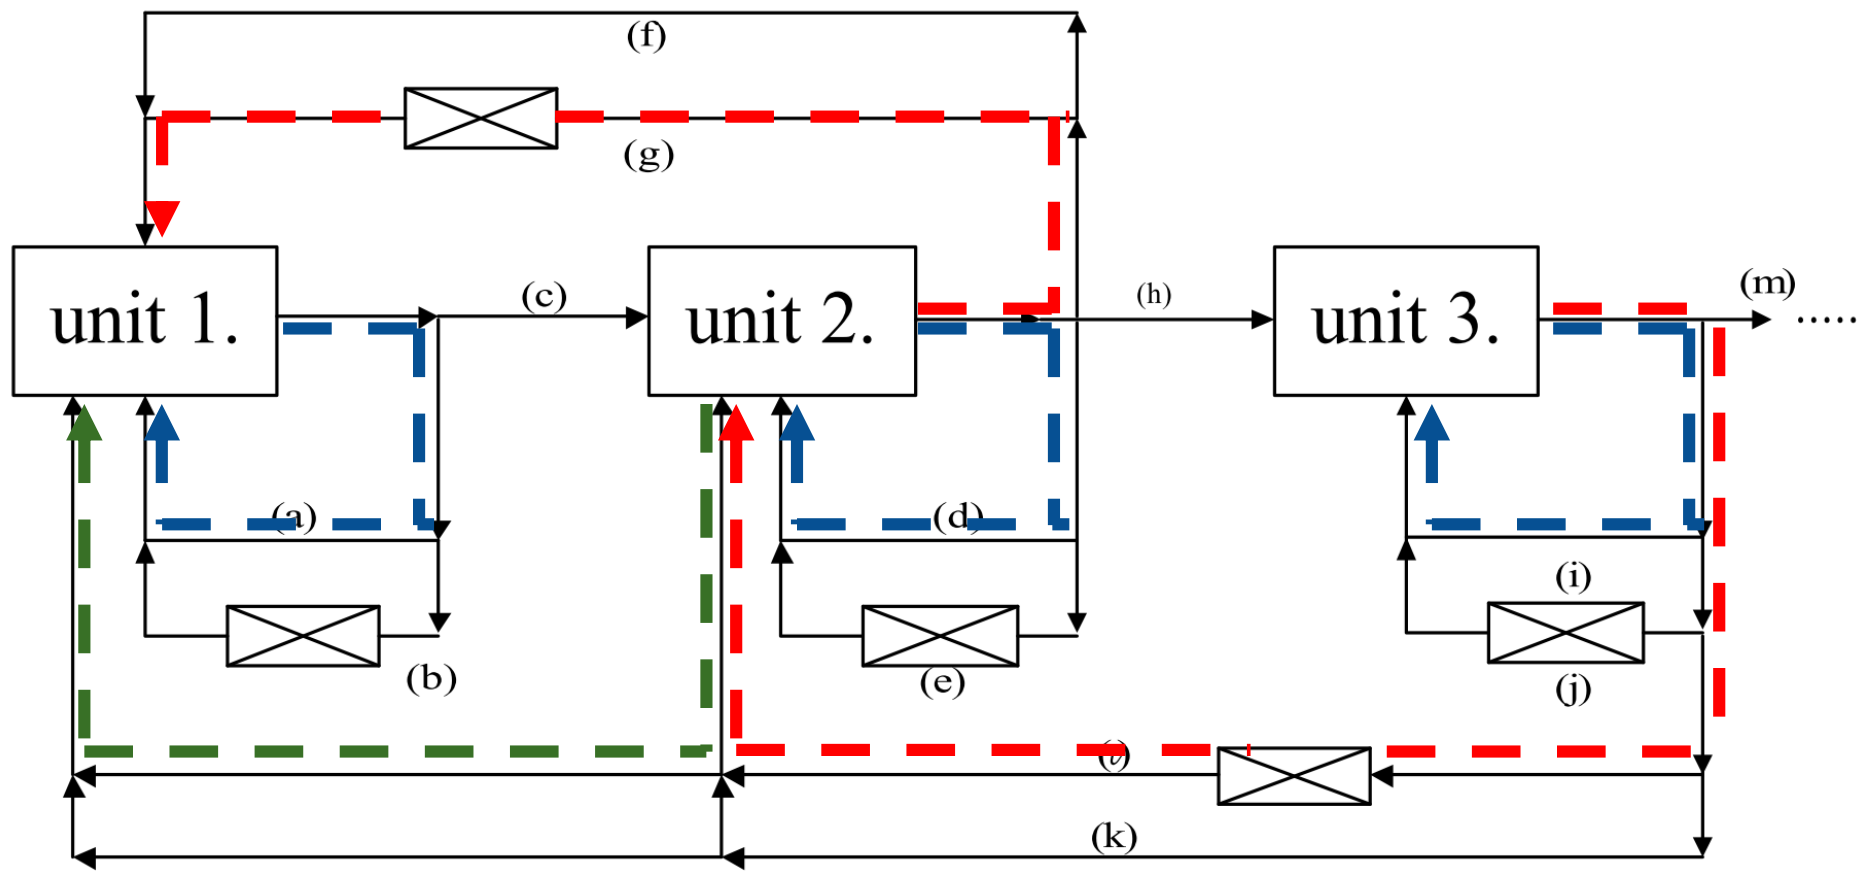 (f)
(g)
(c)
(h)
(m)
unit 1.
unit 2.
unit 3.
.....
(a)
(d)
(i)
(b)
(e)
(j)
(k)